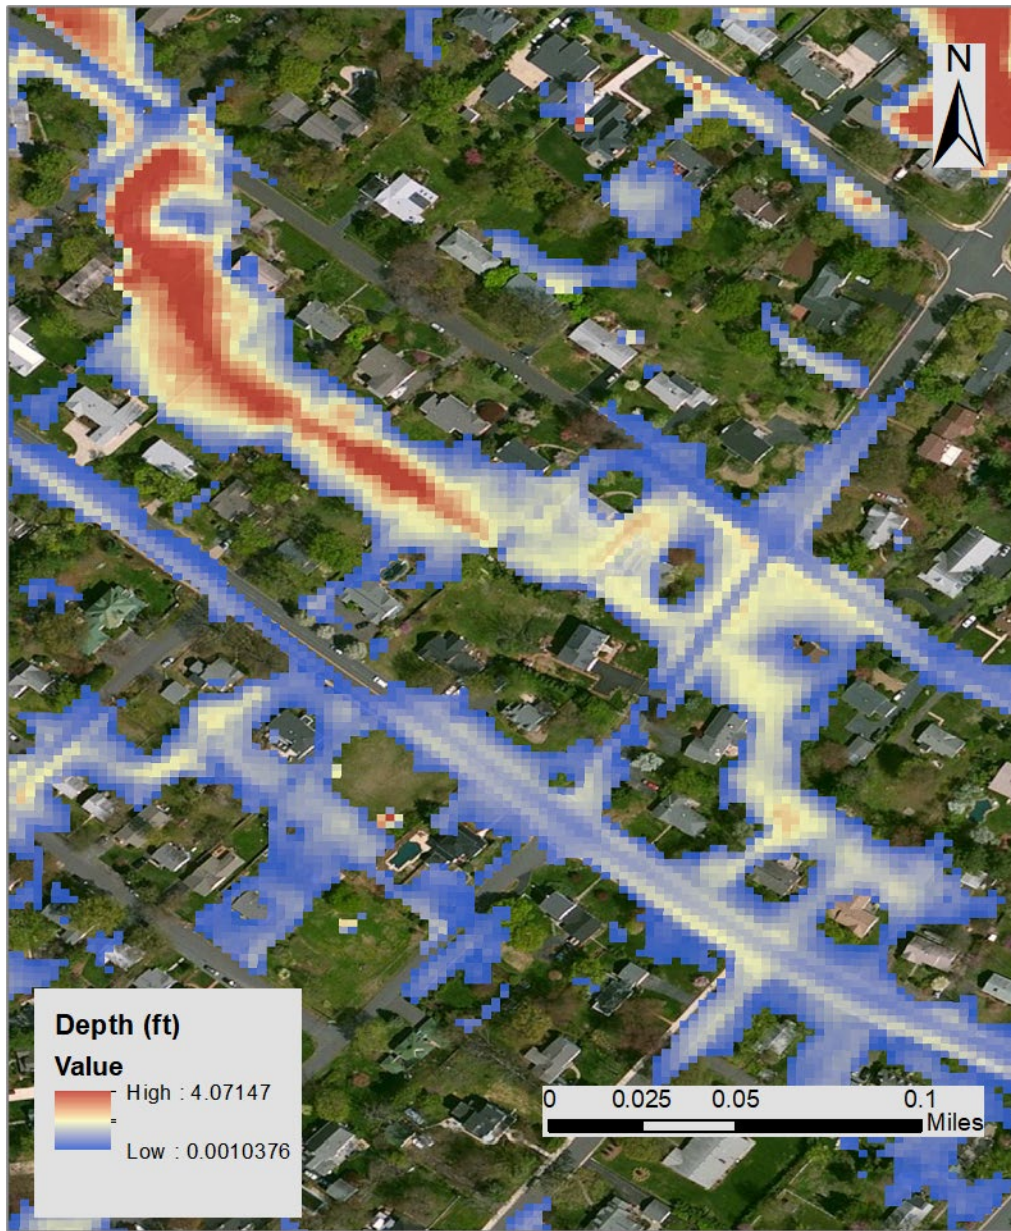 N
Depth (ft)
Value
High : 4.07147
Low : 0.0010376
0 0.025 0.05 0.1
Miles